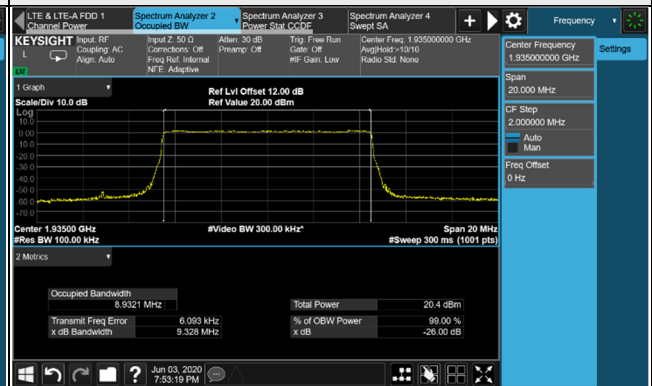 LTE & LTE-A FDD 1
Channel Power
Spectrum Analyzer 2
Occupied BW
Spectrum Analyzer 3
Power Stat CCDF
Spectrum Analyzer 4
Swept SA
Frequency
KEYSIGHT
L
LXI
Input: RF
Coupling: AC
Align: Auto
Input Z: 50 Ω
Corrections: Off
Freq Ref: Internal
NFE: Adaptive
Atten: 30 dB
Preamp: Off
Trig: Free Run
Gate: Off
#IF Gain: Low
Center Freq: 1.935000000 GHz
Avg|Hold:>10/10
Radio Std: None
Center Frequency
1.935000000 GHz
Settings
Span
20.000 MHz
CF Step
2.000000 MHz
Auto
Man
Freq Offset
0 Hz
1 Graph
Scale/Div 10.0 dB
Ref Lvl Offset 12.00 dB
Ref Value 20.00 dBm
Log
10.0
0.00
-10.0
-20.0
-30.0
-40.0
-50.0
-60.0
-70.0
Center 1.93500 GHz
#Res BW 100.00 kHz
#Video BW 300.00 kHz*
Span 20 MHz
#Sweep 300 ms (1001 pts)
2 Metrics
Occupied Bandwidth
8.9321 MHz
Transmit Freq Error 6.093 kHz
x dB Bandwidth 9.328 MHz
Total Power 20.4 dBm
% of OBW Power 99.00 %
x dB -26.00 dB
Jun 03, 2020
7:53:19 PM